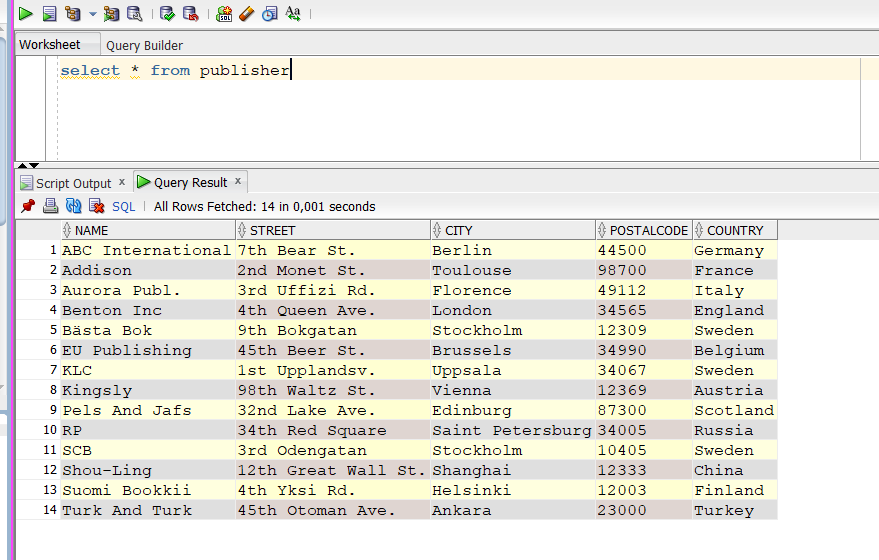 Worksheet Query Builder
select * from publisher
Script Output x Query Result x
SQL All Rows Fetched: 14 in 0,001 seconds
NAME STREET CITY POSTALCODE COUNTRY
1 ABC International 7th Bear St. Berlin 44500 Germany
2 Addison 2nd Monet St. Toulouse 98700 France
3 Aurora Publ. 3rd Uffizi Rd. Florence 49112 Italy
4 Benton Inc 4th Queen Ave. London 34565 England
5 Bästa Bok 9th Bokgatan Stockholm 12309 Sweden
6 EU Publishing 45th Beer St. Brussels 34990 Belgium
7 KLC 1st Upplandsv. Uppsala 34067 Sweden
8 Kingsly 98th Waltz St. Vienna 12369 Austria
9 Pels And Jafs 32nd Lake Ave. Edinburg 87300 Scotland
10 RP 34th Red Square Saint Petersburg 34005 Russia
11 SCB 3rd Odengatan Stockholm 10405 Sweden
12 Shou-Ling 12th Great Wall St. Shanghai 12333 China
13 Suomi Bookkii 4th Yksi Rd. Helsinki 12003 Finland
14 Turk And Turk 45th Otoman Ave. Ankara 23000 Turkey